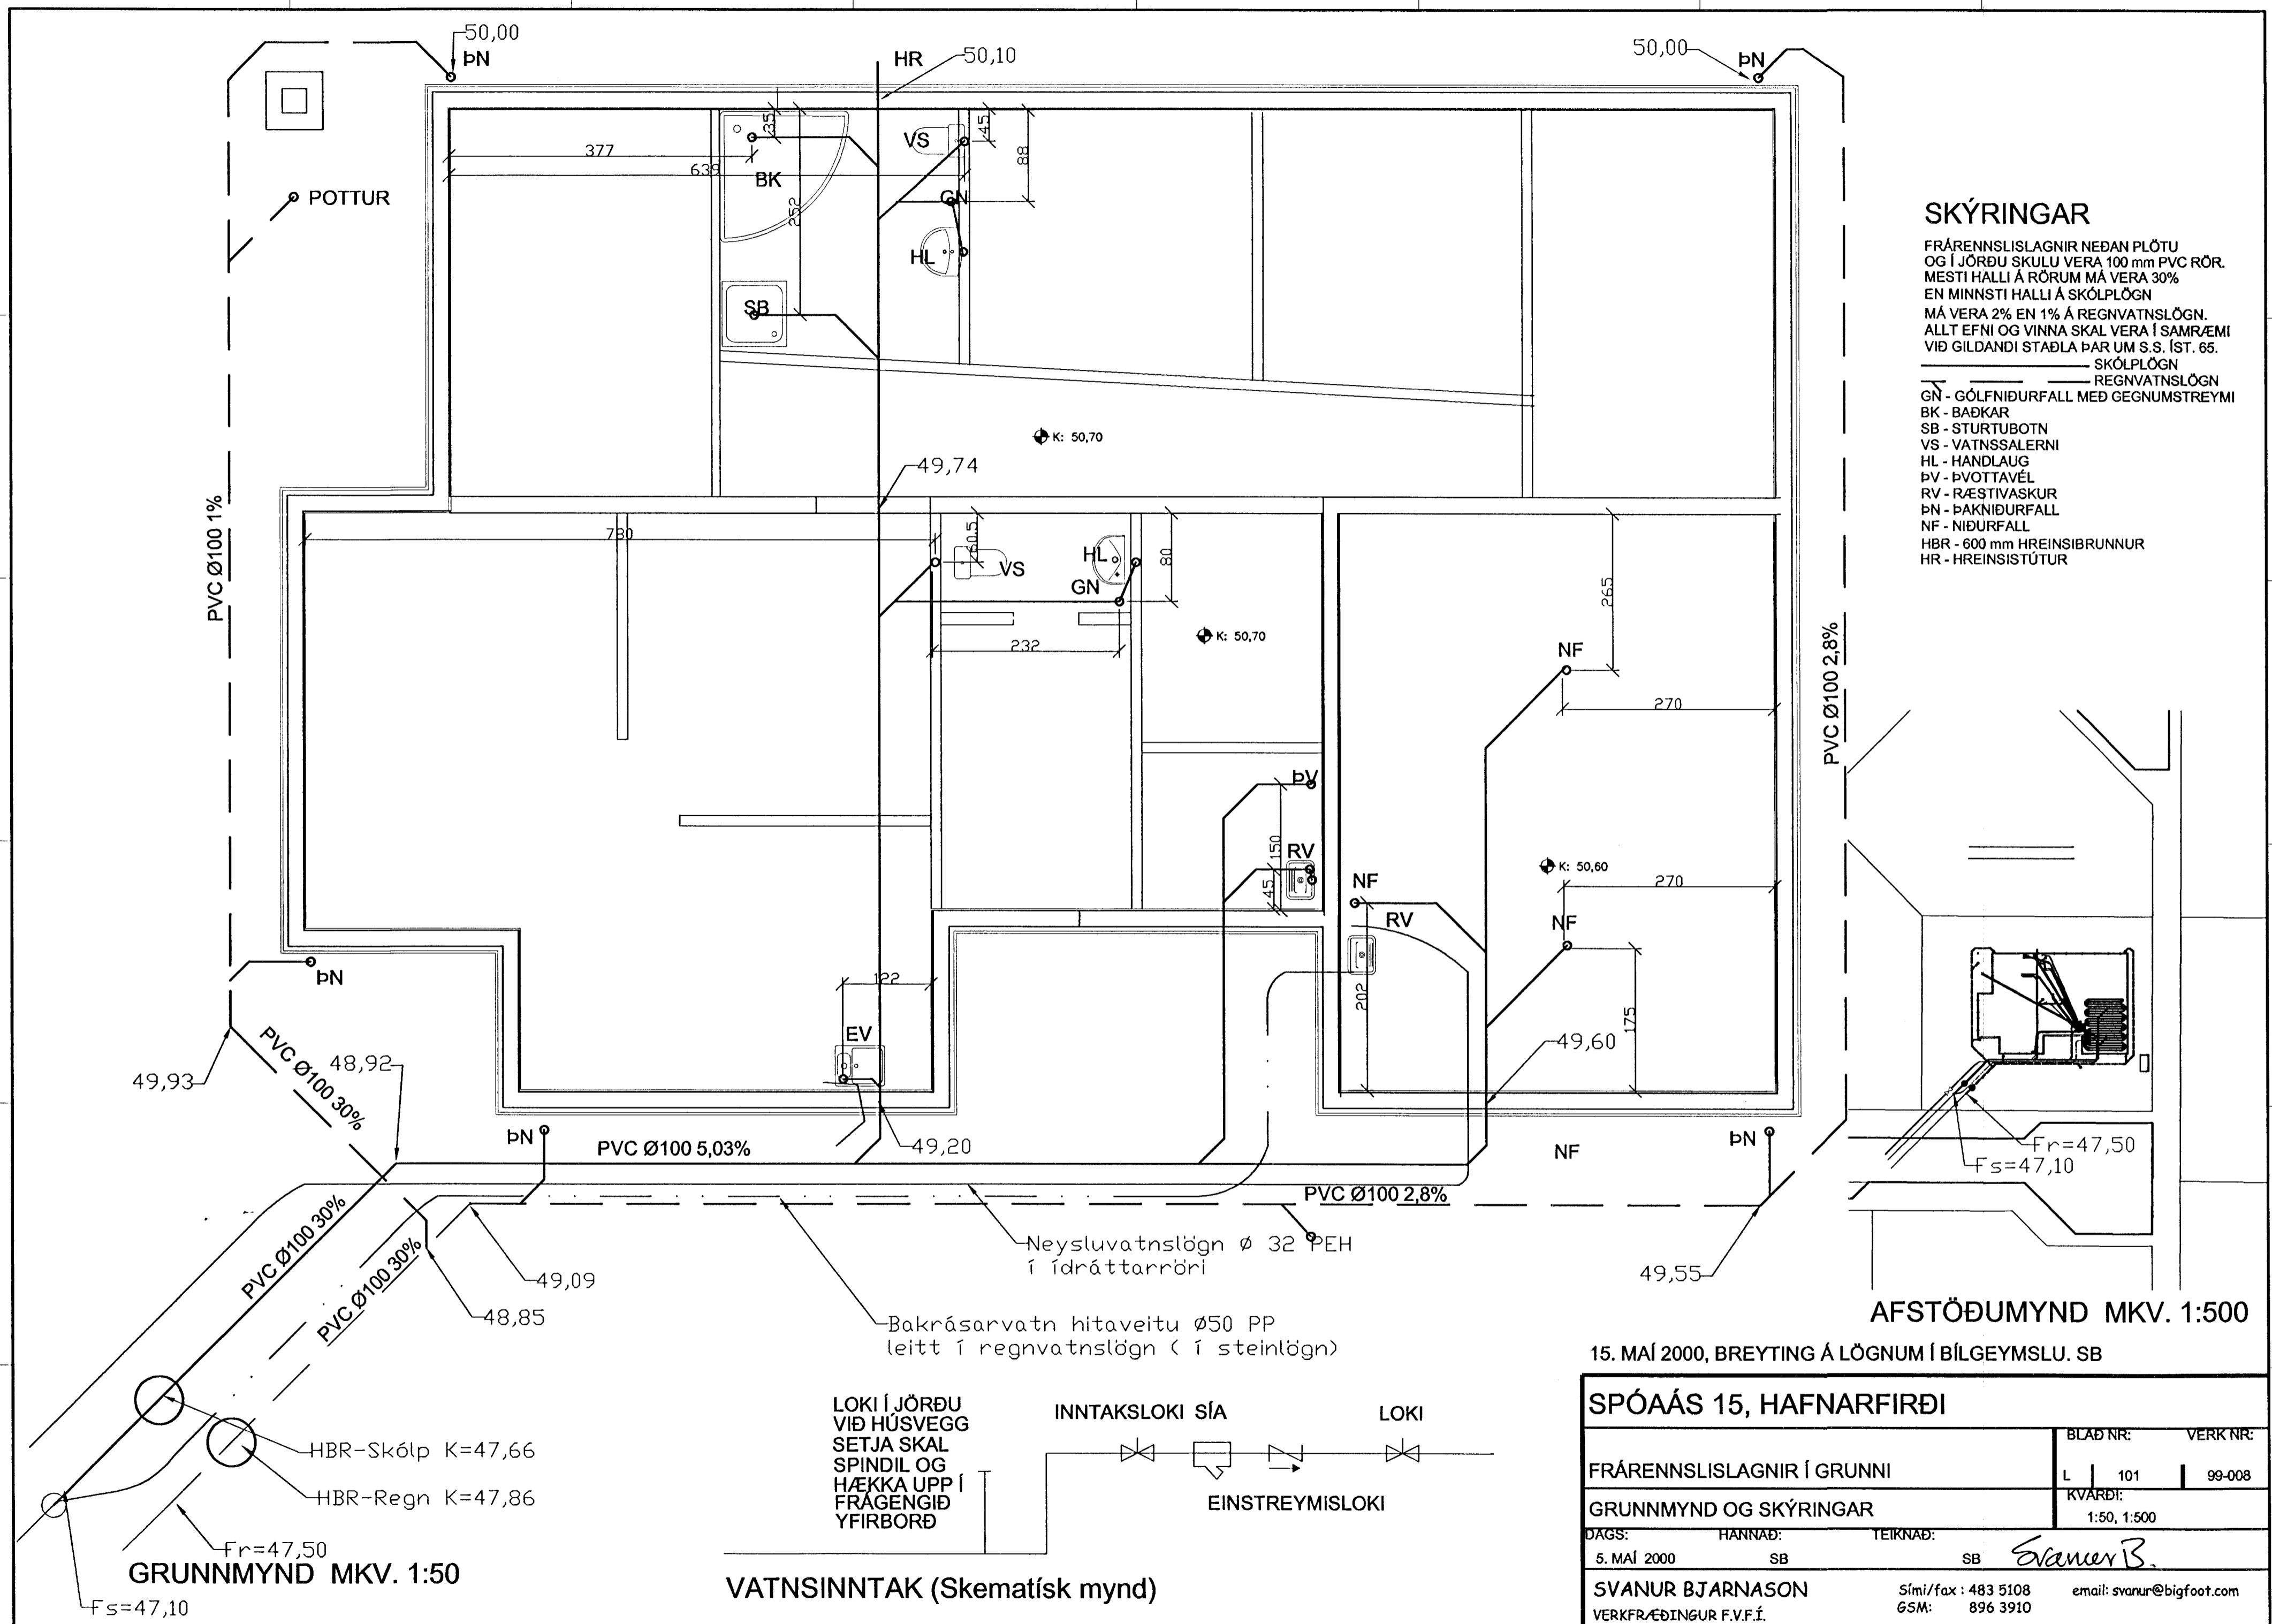 50,00
ÞN
HR
50,10
50,00
ÞN
35
377
639
BK
252
VS
45
88
GN
HL
SB
POTTUR
SKÝRINGAR
FRÁRENNSLISLAGNIR NEÐAN PLÖTU
OG Í JÖRÐU SKULU VERA 100 mm PVC RÖR.
MESTI HALLI Á RÖRUM MÁ VERA 30%
EN MINNSTI HALLI Á SKÓLPLÖGN
MÁ VERA 2% EN 1% Á REGNVATNSLÖGN.
ALLT EFNI OG VINNA SKAL VERA Í SAMRÆMI
VIÐ GILDANDI STAÐLA ÞAR UM S.S. ÍST. 65.
SKÓLPLÖGN
REGNVATNSLÖGN
GN - GÓLFNIÐURFALL MEÐ GEGNUMSTREYMI
BK - BAÐKAR
SB - STURTUBOTN
VS - VATNSSALERNI
HL - HANDLAUG
ÞV - ÞVOTTAVÉL
RV - RÆSTIVASKUR
ÞN - ÞAKNIÐURFALL
NF - NIÐURFALL
HBR - 600 mm HREINSIBRUNNUR
HR - HREINSISTÚTUR
K: 50,70
49,74
PVC Ø100 1%
780
60.5
VS
HL
GN
80
232
K: 50,70
265
NF
270
PVC Ø100 2,8%
ÞV
150
RV
45
NF
RV
K: 50,60
270
NF
202
175
49,60
ÞN
122
EV
49,93
PVC Ø100 30%
48,92
ÞN
PVC Ø100 5,03%
49,20
NF
ÞN
PVC Ø100 2,8%
Fr=47,50
Fs=47,10
PVC Ø100 30%
PVC Ø100 30%
49,09
48,85
Neysluvatnslögn Ø 32 PEH
í ídráttarröri
49,55
Bakrásarvatn hitaveitu Ø50 PP
leitt í regnvatnslögn ( í steinlögn)
AFSTÖÐUMYND MKV. 1:500
15. MAÍ 2000, BREYTING Á LÖGNUM Í BÍLGEYMSLU. SB
HBR-Skólp K=47,66
HBR-Regn K=47,86
Fr=47,50
GRUNNMYND MKV. 1:50
Fs=47,10
LOKI Í JÖRÐU
VIÐ HÚSVEGG
SETJA SKAL
SPINDIL OG
HÆKKA UPP Í
FRÁGENGIÐ
YFIRBORÐ
INNTAKSLOKI SÍA
LOKI
EINSTREYMISLOKI
VATNSINNTAK (Skematísk mynd)
SPÓAÁS 15, HAFNARFIRÐI
FRÁRENNSLISLAGNIR Í GRUNNI
BLAÐ NR: VERK NR:
L 101 99-008
GRUNNMYND OG SKÝRINGAR
KVARÐI:
1:50, 1:500
DAGS: HANNAÐ: TEIKNAÐ:
5. MAÍ 2000 SB SB Svanur B.
SVANUR BJARNASON
VERKFRÆÐINGUR F.V.F.Í.
Sími/fax : 483 5108
GSM: 896 3910
email: svanur@bigfoot.com